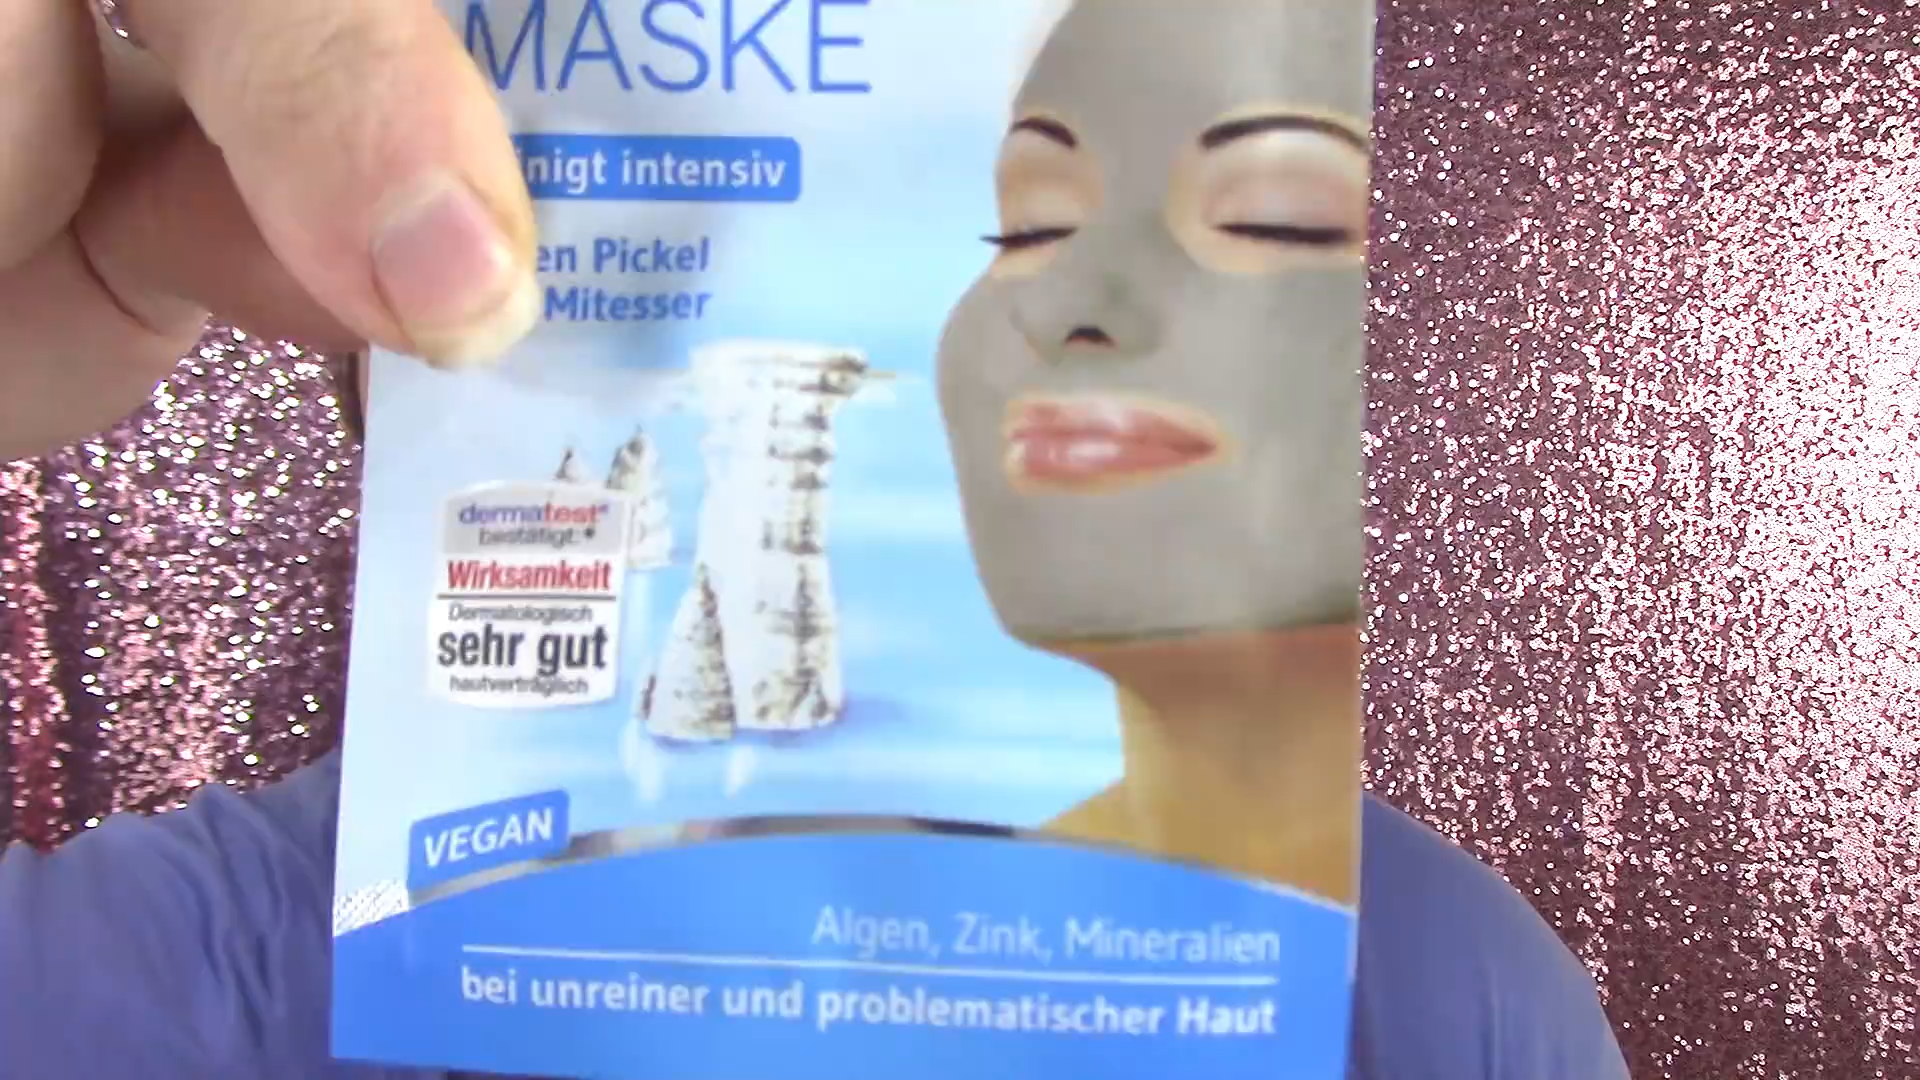 MASKE
nigt intensiv
en Pickel
Mitesser
dermatest®
bestätigt:*
Wirksamkeit
Dermatologisch
sehr gut
hautverträglich
VEGAN
Algen, Zink, Mineralien
bei unreiner und problematischer Haut